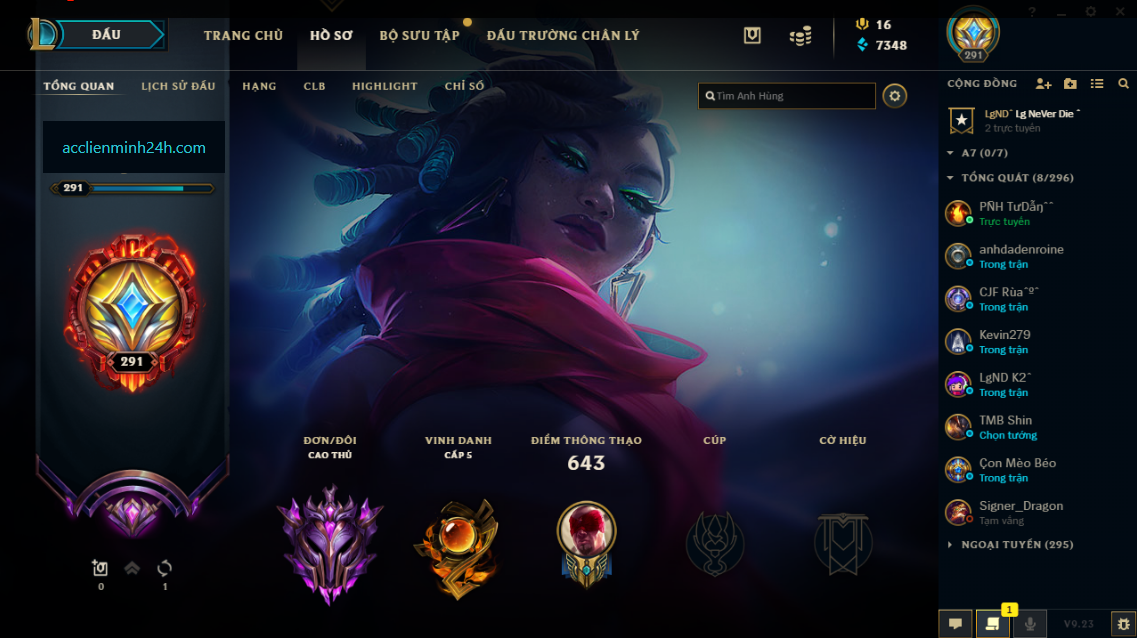 ĐẤU
TRANG CHỦ
HỒ SƠ
BỘ SƯU TẬP
ĐẤU TRƯỜNG CHÂN LÝ
16
7348
291
TỔNG QUAN
LỊCH SỬ ĐẤU
HẠNG
CLB
HIGHLIGHT
CHỈ SỐ
Tìm Anh Hùng
CỘNG ĐỒNG
LgNDˆ Lg NeVer Die ˆ
2 trực tuyến
A7 (0/7)
TỔNG QUÁT (8/296)
PÑH TưDẫŋˆˆ
Trực tuyến
anhdadenroine
Trong trận
CJF Rùaˆºˆ
Trong trận
Kevin279
Trong trận
LgND K2ˆ
Trong trận
TMB Shin
Chọn tướng
Çon Mèo Béo
Trong trận
Signer_Dragon
Tạm vắng
NGOẠI TUYẾN (295)
acclienminh24h.com
291
291
0
1
ĐƠN/ĐÔI
CAO THỦ
VINH DANH
CẤP 5
ĐIỂM THÔNG THẠO
643
CÚP
CỜ HIỆU
1
V9.23